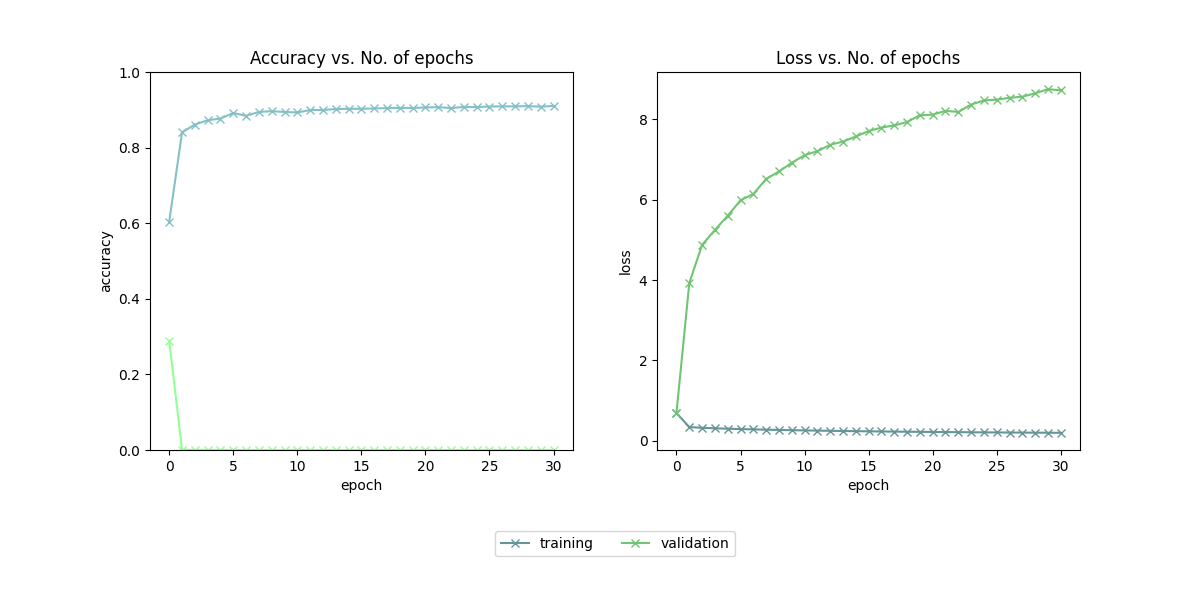 Accuracy vs. No. of epochs
1.0
0.8
0.6
0.4
0.2
0.0
accuracy
0 5 10 15 20 25 30
epoch
Loss vs. No. of epochs
8
6
4
2
0
loss
0 5 10 15 20 25 30
epoch
training validation